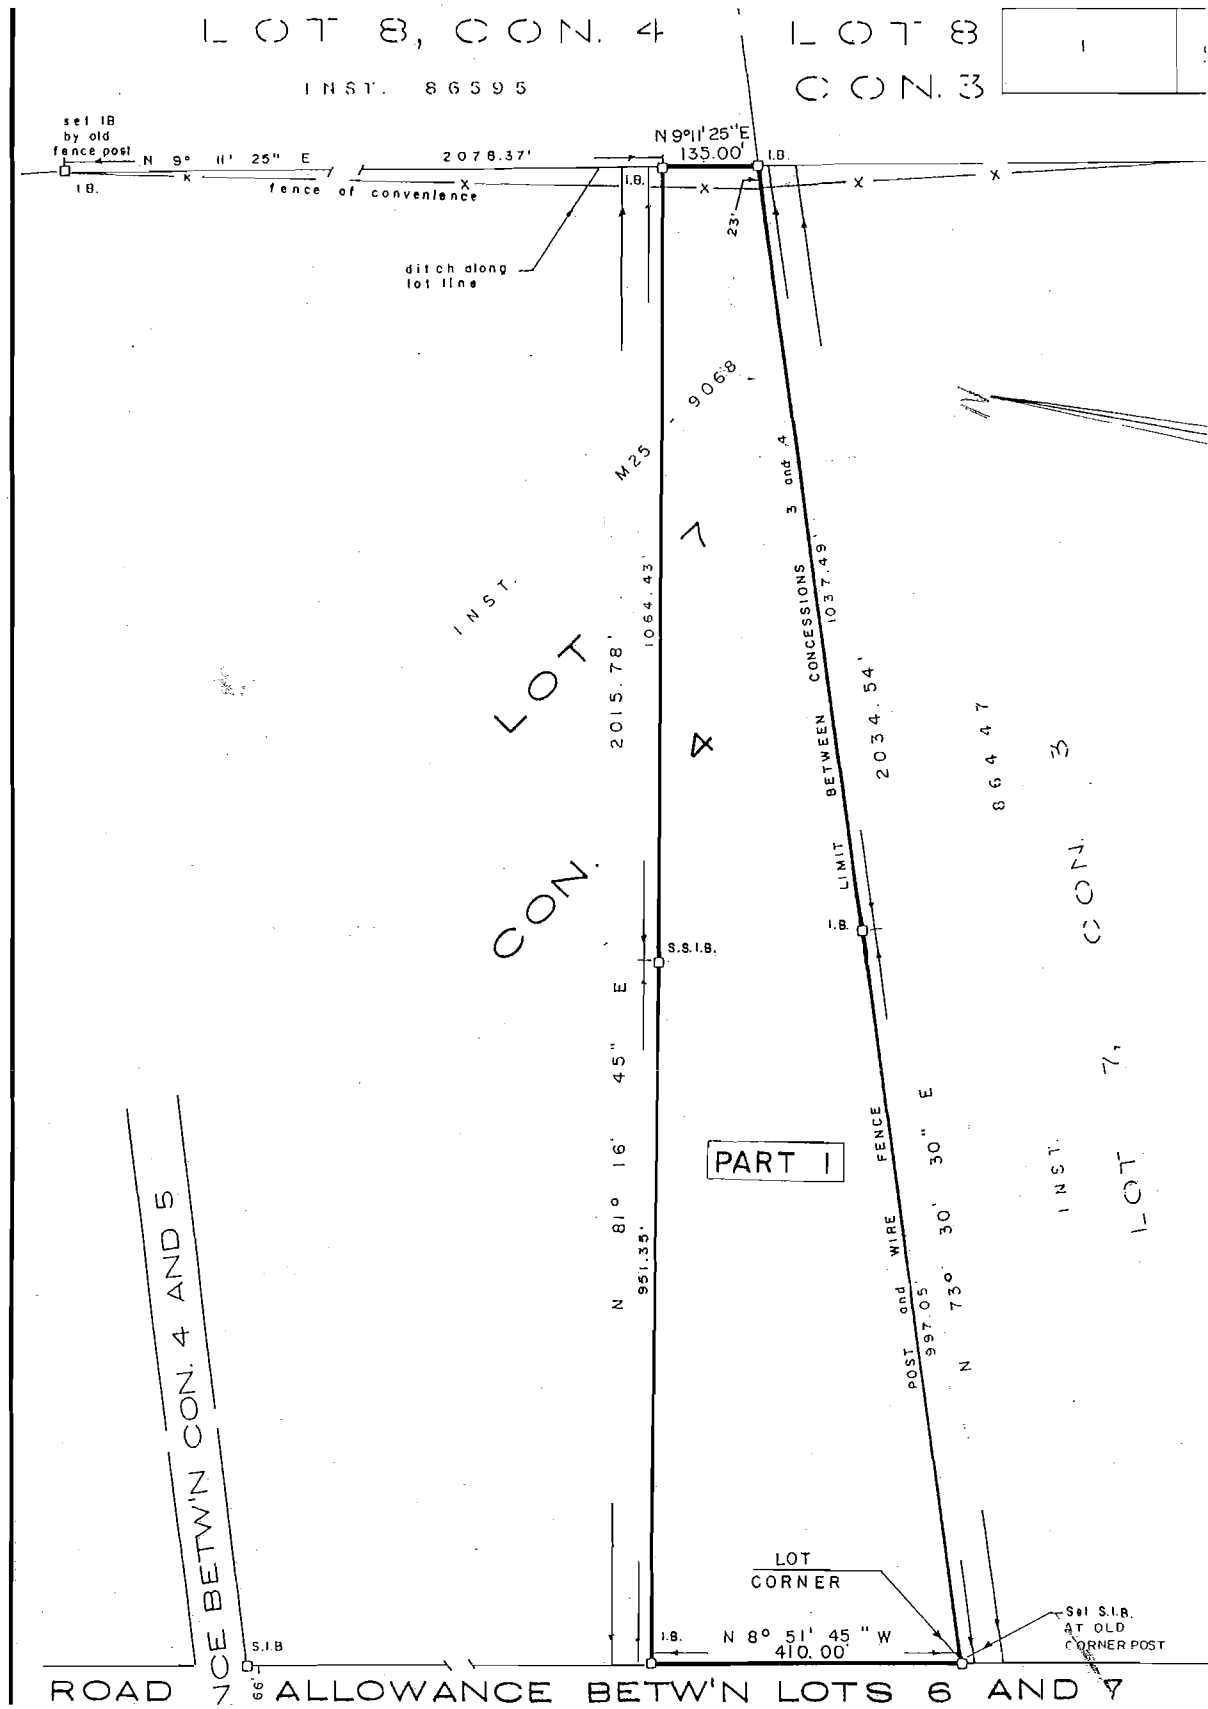 LOT 8, CON. 4
LOT 8
CON. 3
1
INST. 86595
set IB
by old
fence post
N 9° 11' 25" E
2078.37'
N 9°11'25"E
135.00'
I.B.
I.B.
I.B.
fence of convenience
23'
ditch along
lot line
N
INST. M25 - 9068
LOT 7
CON. 4
1064.43'
2015.78'
LIMIT BETWEEN CONCESSIONS 3 and 4
1037.49'
2034.54'
I.B.
S.S.I.B.
N 81° 16' 45" E
951.35'
PART 1
POST and WIRE FENCE
997.05'
N 73° 30' 30" E
INST. 86447
LOT 7, CON. 3
CE BETW'N CON. 4 AND 5
S.I.B
66'
LOT
CORNER
I.B.
N 8° 51' 45" W
410.00'
Set S.I.B.
AT OLD
CORNER POST
ROAD ALLOWANCE BETW'N LOTS 6 AND 7